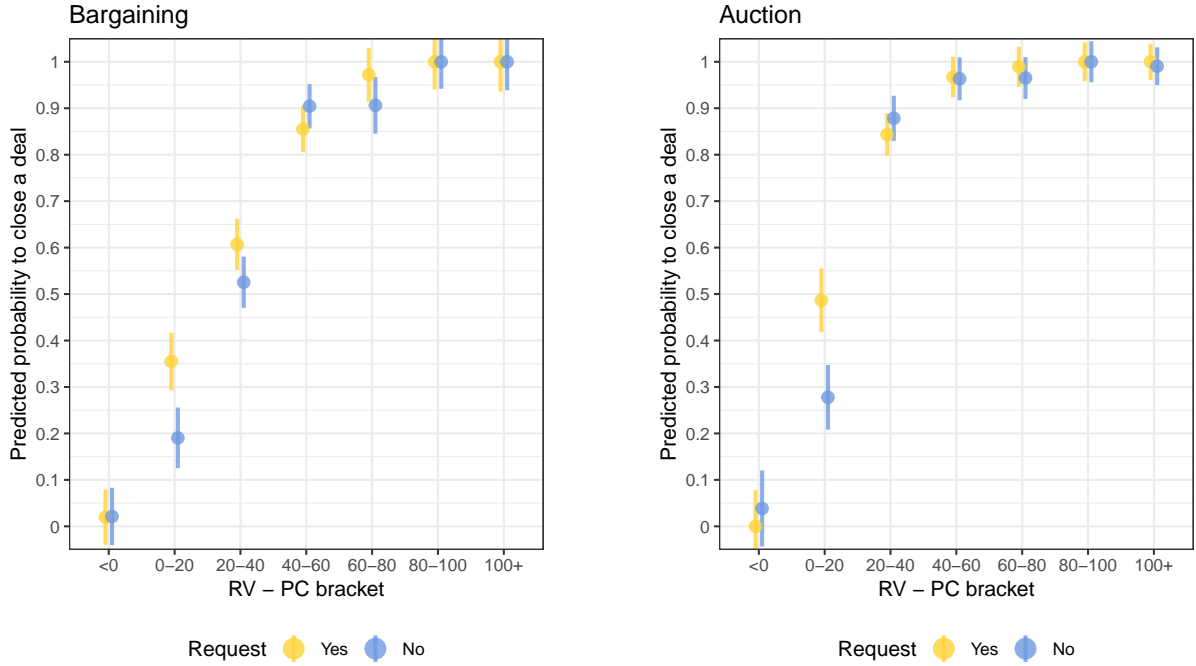 Bargaining
Predicted probability to close a deal
1
0.9
0.8
0.7
0.6
0.5
0.4
0.3
0.2
0.1
0
<0 0−20 20−40 40−60 60−80 80−100 100+
RV − PC bracket
Request Yes No
Auction
Predicted probability to close a deal
1
0.9
0.8
0.7
0.6
0.5
0.4
0.3
0.2
0.1
0
<0 0−20 20−40 40−60 60−80 80−100 100+
RV − PC bracket
Request Yes No